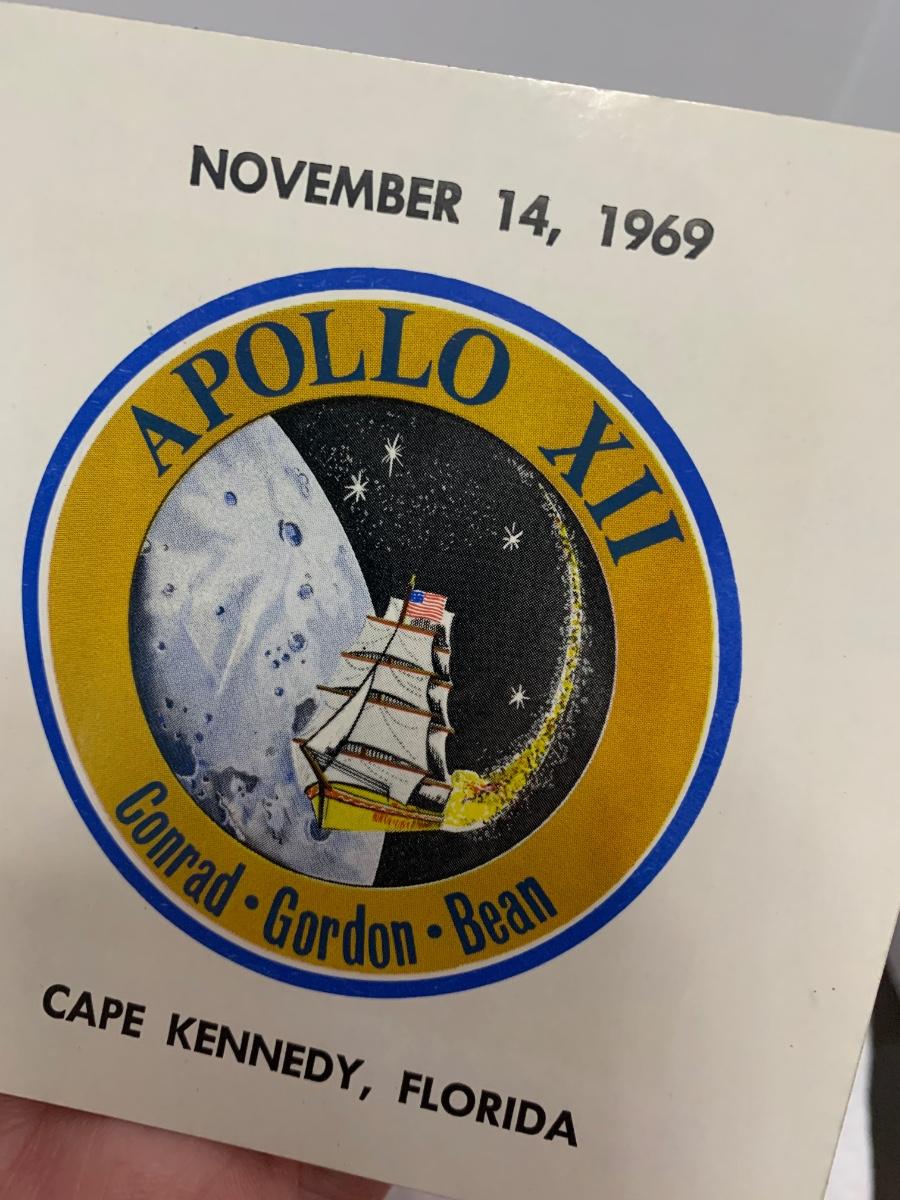 NOVEMBER 14, 1969
APOLLO XII
Conrad · Gordon · Bean
CAPE KENNEDY, FLORIDA